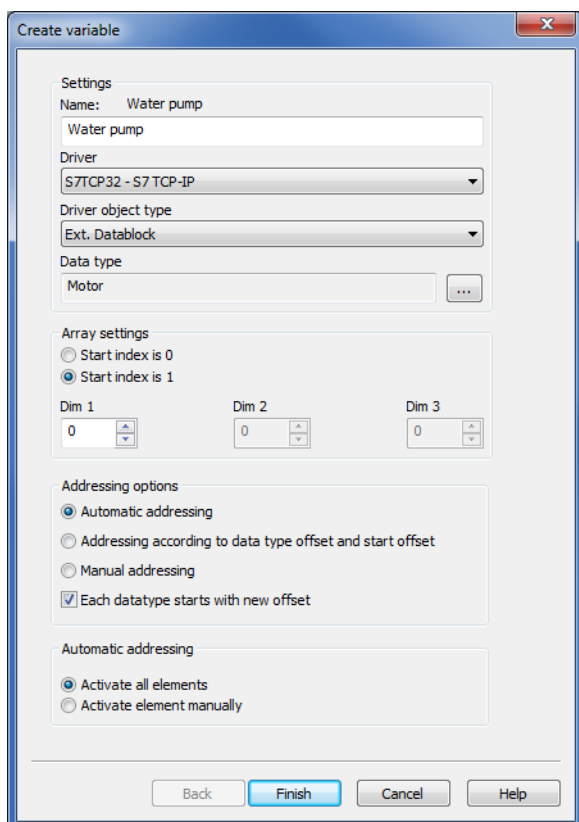 Create variable
Settings
Name: Water pump
Water pump
Driver
S7TCP32 - S7 TCP-IP
Driver object type
Ext. Datablock
Data type
Motor ...
Array settings
Start index is 0
Start index is 1
Dim 1 Dim 2 Dim 3
0 0 0
Addressing options
Automatic addressing
Addressing according to data type offset and start offset
Manual addressing
Each datatype starts with new offset
Automatic addressing
Activate all elements
Activate element manually
Back Finish Cancel Help